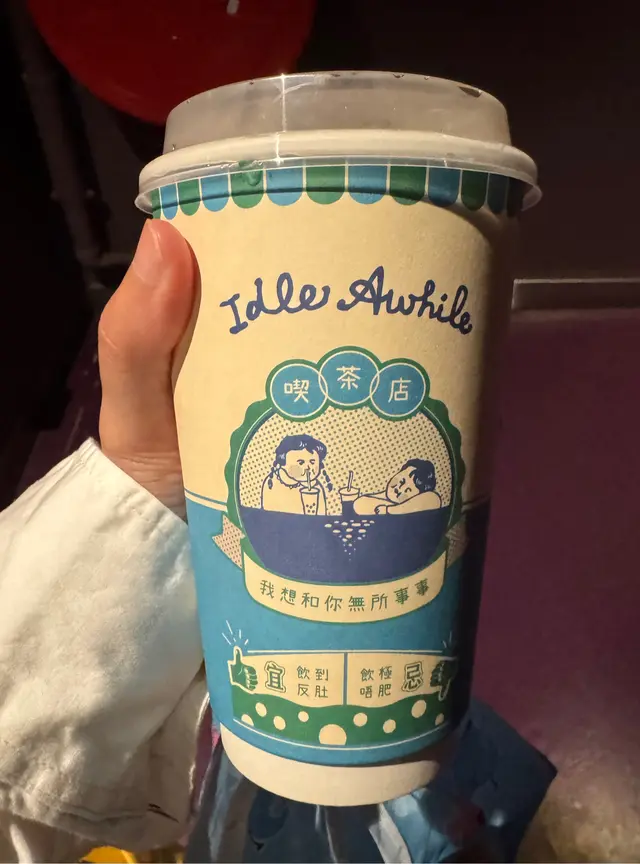 Idle Awhile
喫茶店
我想和你無所事事
宜 飲到反肚
飲極唔肥 忌